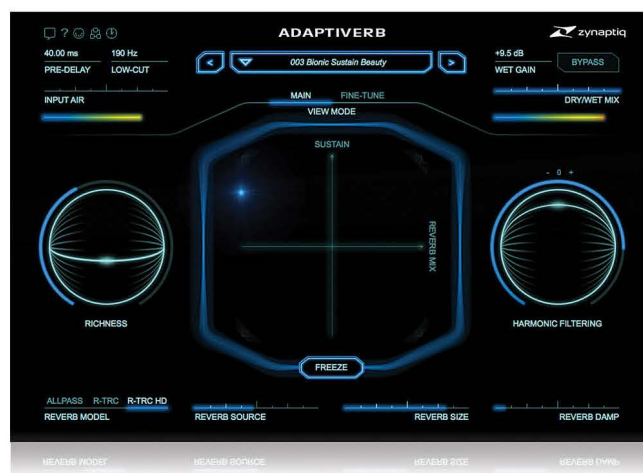 ADAPTIVERB
zynaptiq
40.00 ms
190 Hz
PRE-DELAY
LOW-CUT
<
003 Bionic Sustain Beauty
>
+9.5 dB
WET GAIN
BYPASS
INPUT AIR
MAIN
FINE-TUNE
VIEW MODE
DRY/WET MIX
SUSTAIN
REVERB MIX
- 0 +
RICHNESS
HARMONIC FILTERING
FREEZE
ALLPASS R-TRC R-TRC HD
REVERB MODEL
REVERB SOURCE
REVERB SIZE
REVERB DAMP